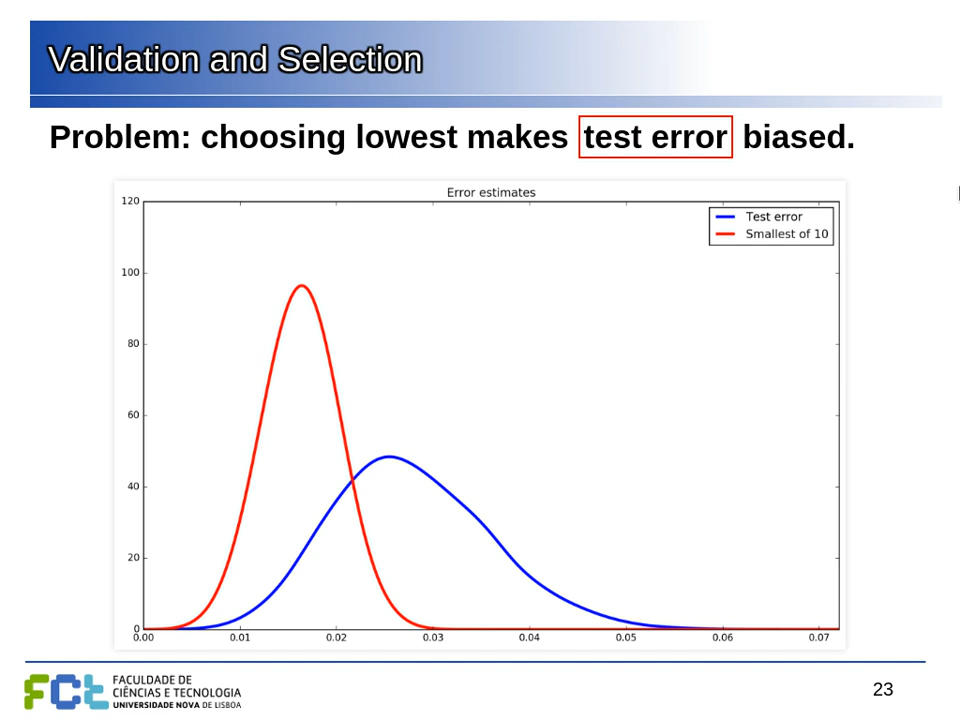 Validation and Selection
Problem: choosing lowest makes test error biased.
Error estimates
120
100
80
60
40
20
0
0.00 0.01 0.02 0.03 0.04 0.05 0.06 0.07
Test error
Smallest of 10
FCt FACULDADE DE
CIÊNCIAS E TECNOLOGIA
UNIVERSIDADE NOVA DE LISBOA
23